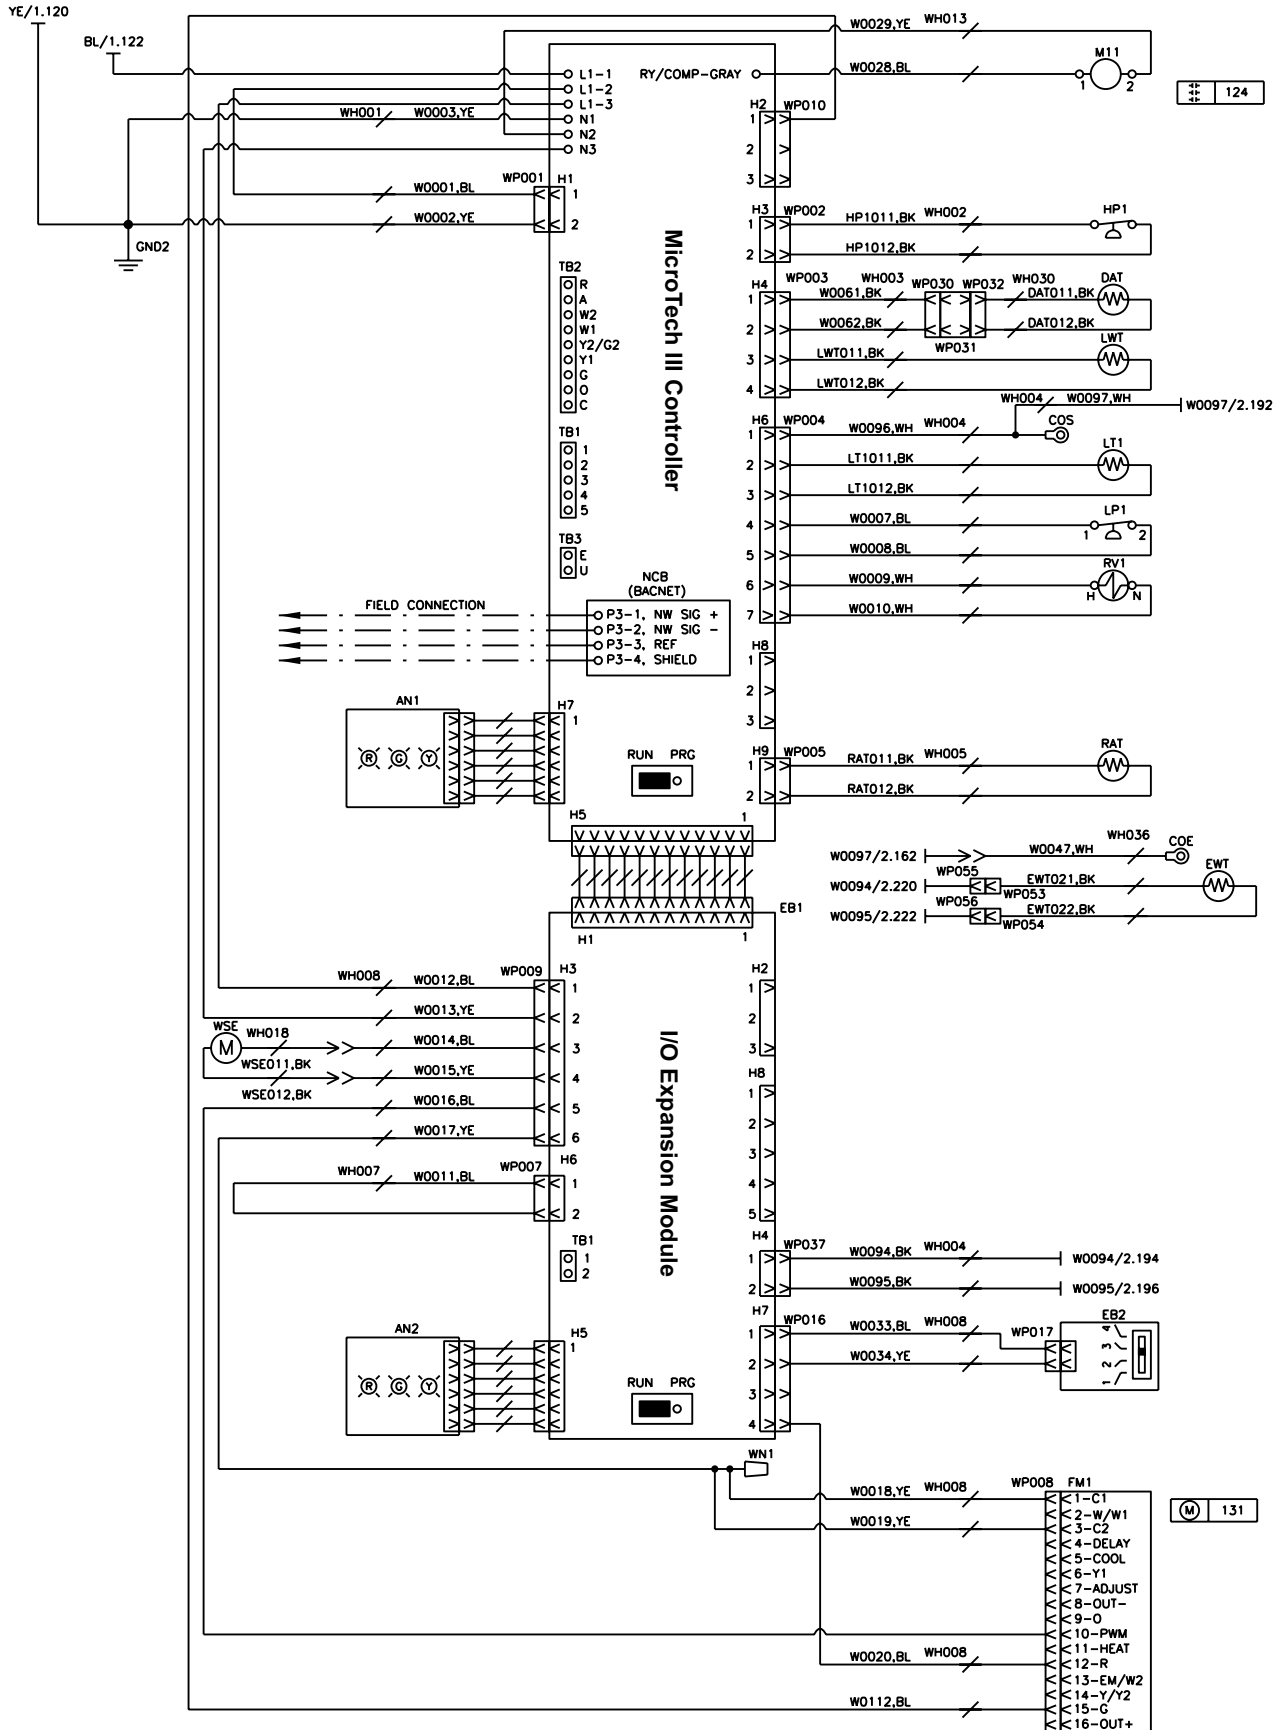 YE/1.120
BL/1.122
W0029,YE WH013
L1-1 RY/COMP-GRAY W0028,BL M11
1 2
L1-2
L1-3 H2 WP010
124
WH001 W0003,YE N1 1
N2
N3 2
3
WP001 H1
W0001,BL 1
W0002,YE 2
GND2
H3 WP002 HP1011,BK WH002 HP1
1
HP1012,BK
2
MicroTech III Controller
TB2
R
A
W2
W1
Y2/G2
Y1
G
O
C
H4 WP003 WH003 WP030 WP032 WH030 DAT
1 W0061,BK DAT011,BK
2 W0062,BK DAT012,BK
WP031 LWT
3 LWT011,BK
4 LWT012,BK
WH004 W0097,WH W0097/2.192
H6 WP004 W0096,WH WH004 COS
1
2 LT1011,BK LT1
3 LT1012,BK
4 W0007,BL LP1
1 2
5 W0008,BL
6 W0009,WH RV1
H N
7 W0010,WH
TB1
1
2
3
4
5
TB3
E
U
NCB
(BACNET)
FIELD CONNECTION
P3-1, NW SIG +
P3-2, NW SIG -
P3-3, REF
P3-4, SHIELD
H8
1
2
3
AN1
R G Y
H7
1
RUN PRG
H9 WP005 RAT011,BK WH005 RAT
1
2 RAT012,BK
H5 1
WH036
W0097/2.162 W0047,WH COE
WP055 EWT021,BK EWT
W0094/2.220 WP053
WP056 EWT022,BK
W0095/2.222 WP054
EB1
H1 1
WH008 W0012,BL WP009 H3
1
W0013,YE 2
WSE WH018 W0014,BL 3
M
WSE011,BK W0015,YE 4
WSE012,BK W0016,BL 5
W0017,YE 6
WH007 W0011,BL WP007 H6
1
2
H2
1
2
3
I/O Expansion Module
H8
1
2
3
4
5
TB1
1
2
H4 WP037 W0094,BK WH004
1 W0094/2.194
2 W0095,BK W0095/2.196
AN2
R G Y
H5
1
RUN PRG
H7 WP016 W0033,BL WH008 WP017 EB2
1
2 W0034,YE
3
4
4
3
2
1
WN1
W0018,YE WH008 WP008 FM1
1-C1
2-W/W1
W0019,YE 3-C2
4-DELAY
5-COOL
6-Y1
7-ADJUST
8-OUT-
9-O
10-PWM
11-HEAT
W0020,BL WH008 12-R
13-EM/W2
14-Y/Y2
W0112,BL 15-G
16-OUT+
M 131